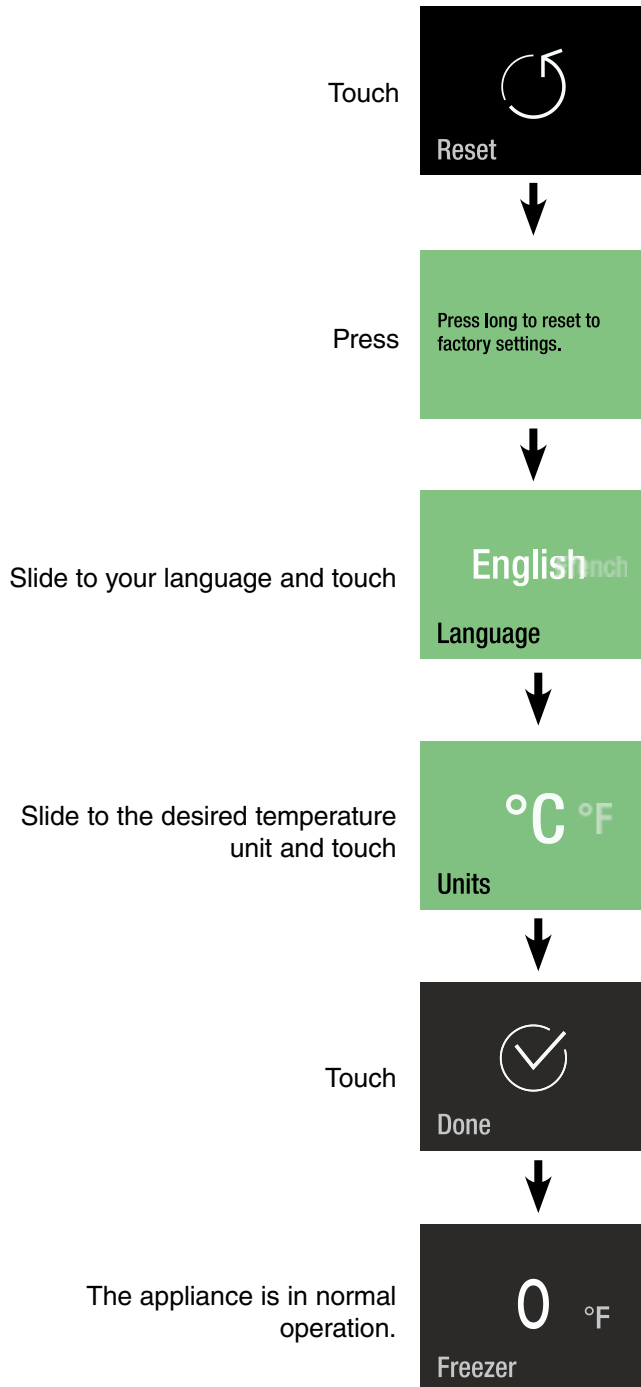 Touch
Reset
Press
Press long to reset to
factory settings.
Slide to your language and touch
English French
Language
Slide to the desired temperature
unit and touch
°C °F
Units
Touch
Done
The appliance is in normal
operation.
0 °F
Freezer